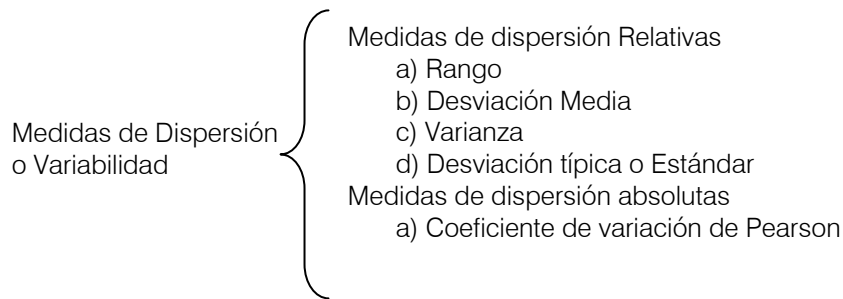 Medidas de Dispersión
o Variabilidad
Medidas de dispersión Relativas
a) Rango
b) Desviación Media
c) Varianza
d) Desviación típica o Estándar
Medidas de dispersión absolutas
a) Coeficiente de variación de Pearson